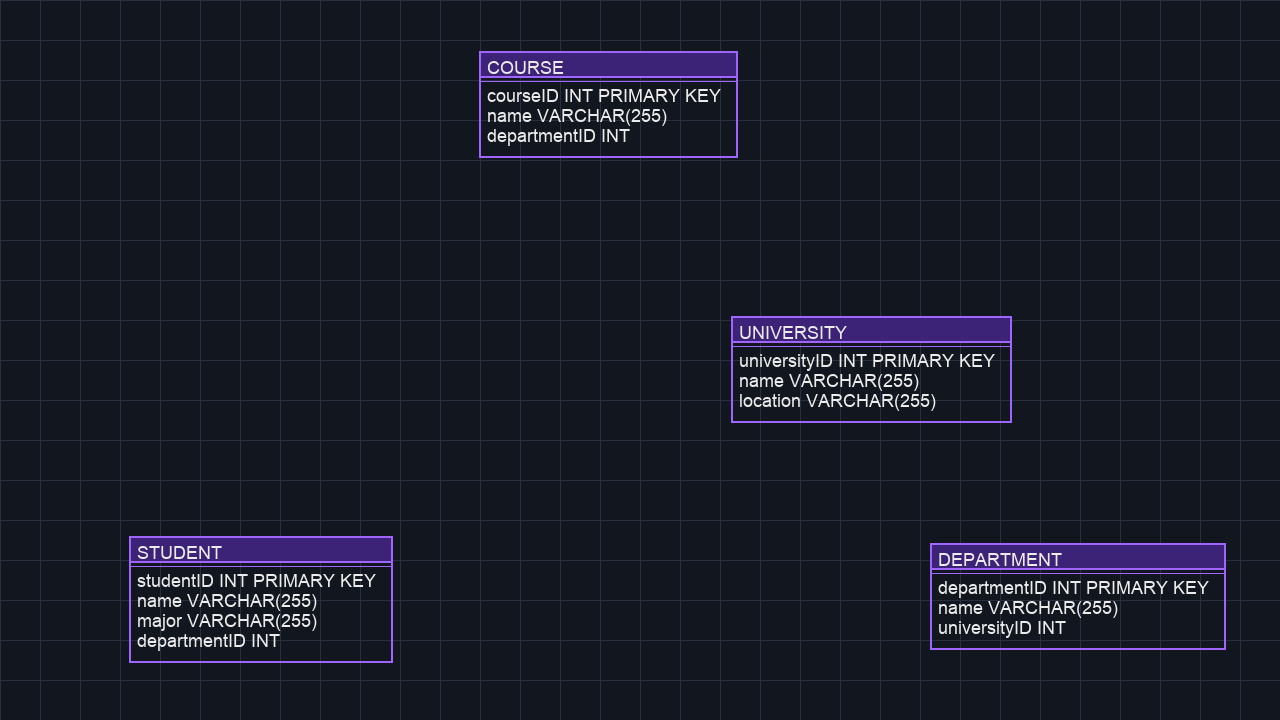 COURSE
courseID INT PRIMARY KEY
name VARCHAR(255)
departmentID INT
UNIVERSITY
universityID INT PRIMARY KEY
name VARCHAR(255)
location VARCHAR(255)
STUDENT
studentID INT PRIMARY KEY
name VARCHAR(255)
major VARCHAR(255)
departmentID INT
DEPARTMENT
departmentID INT PRIMARY KEY
name VARCHAR(255)
universityID INT